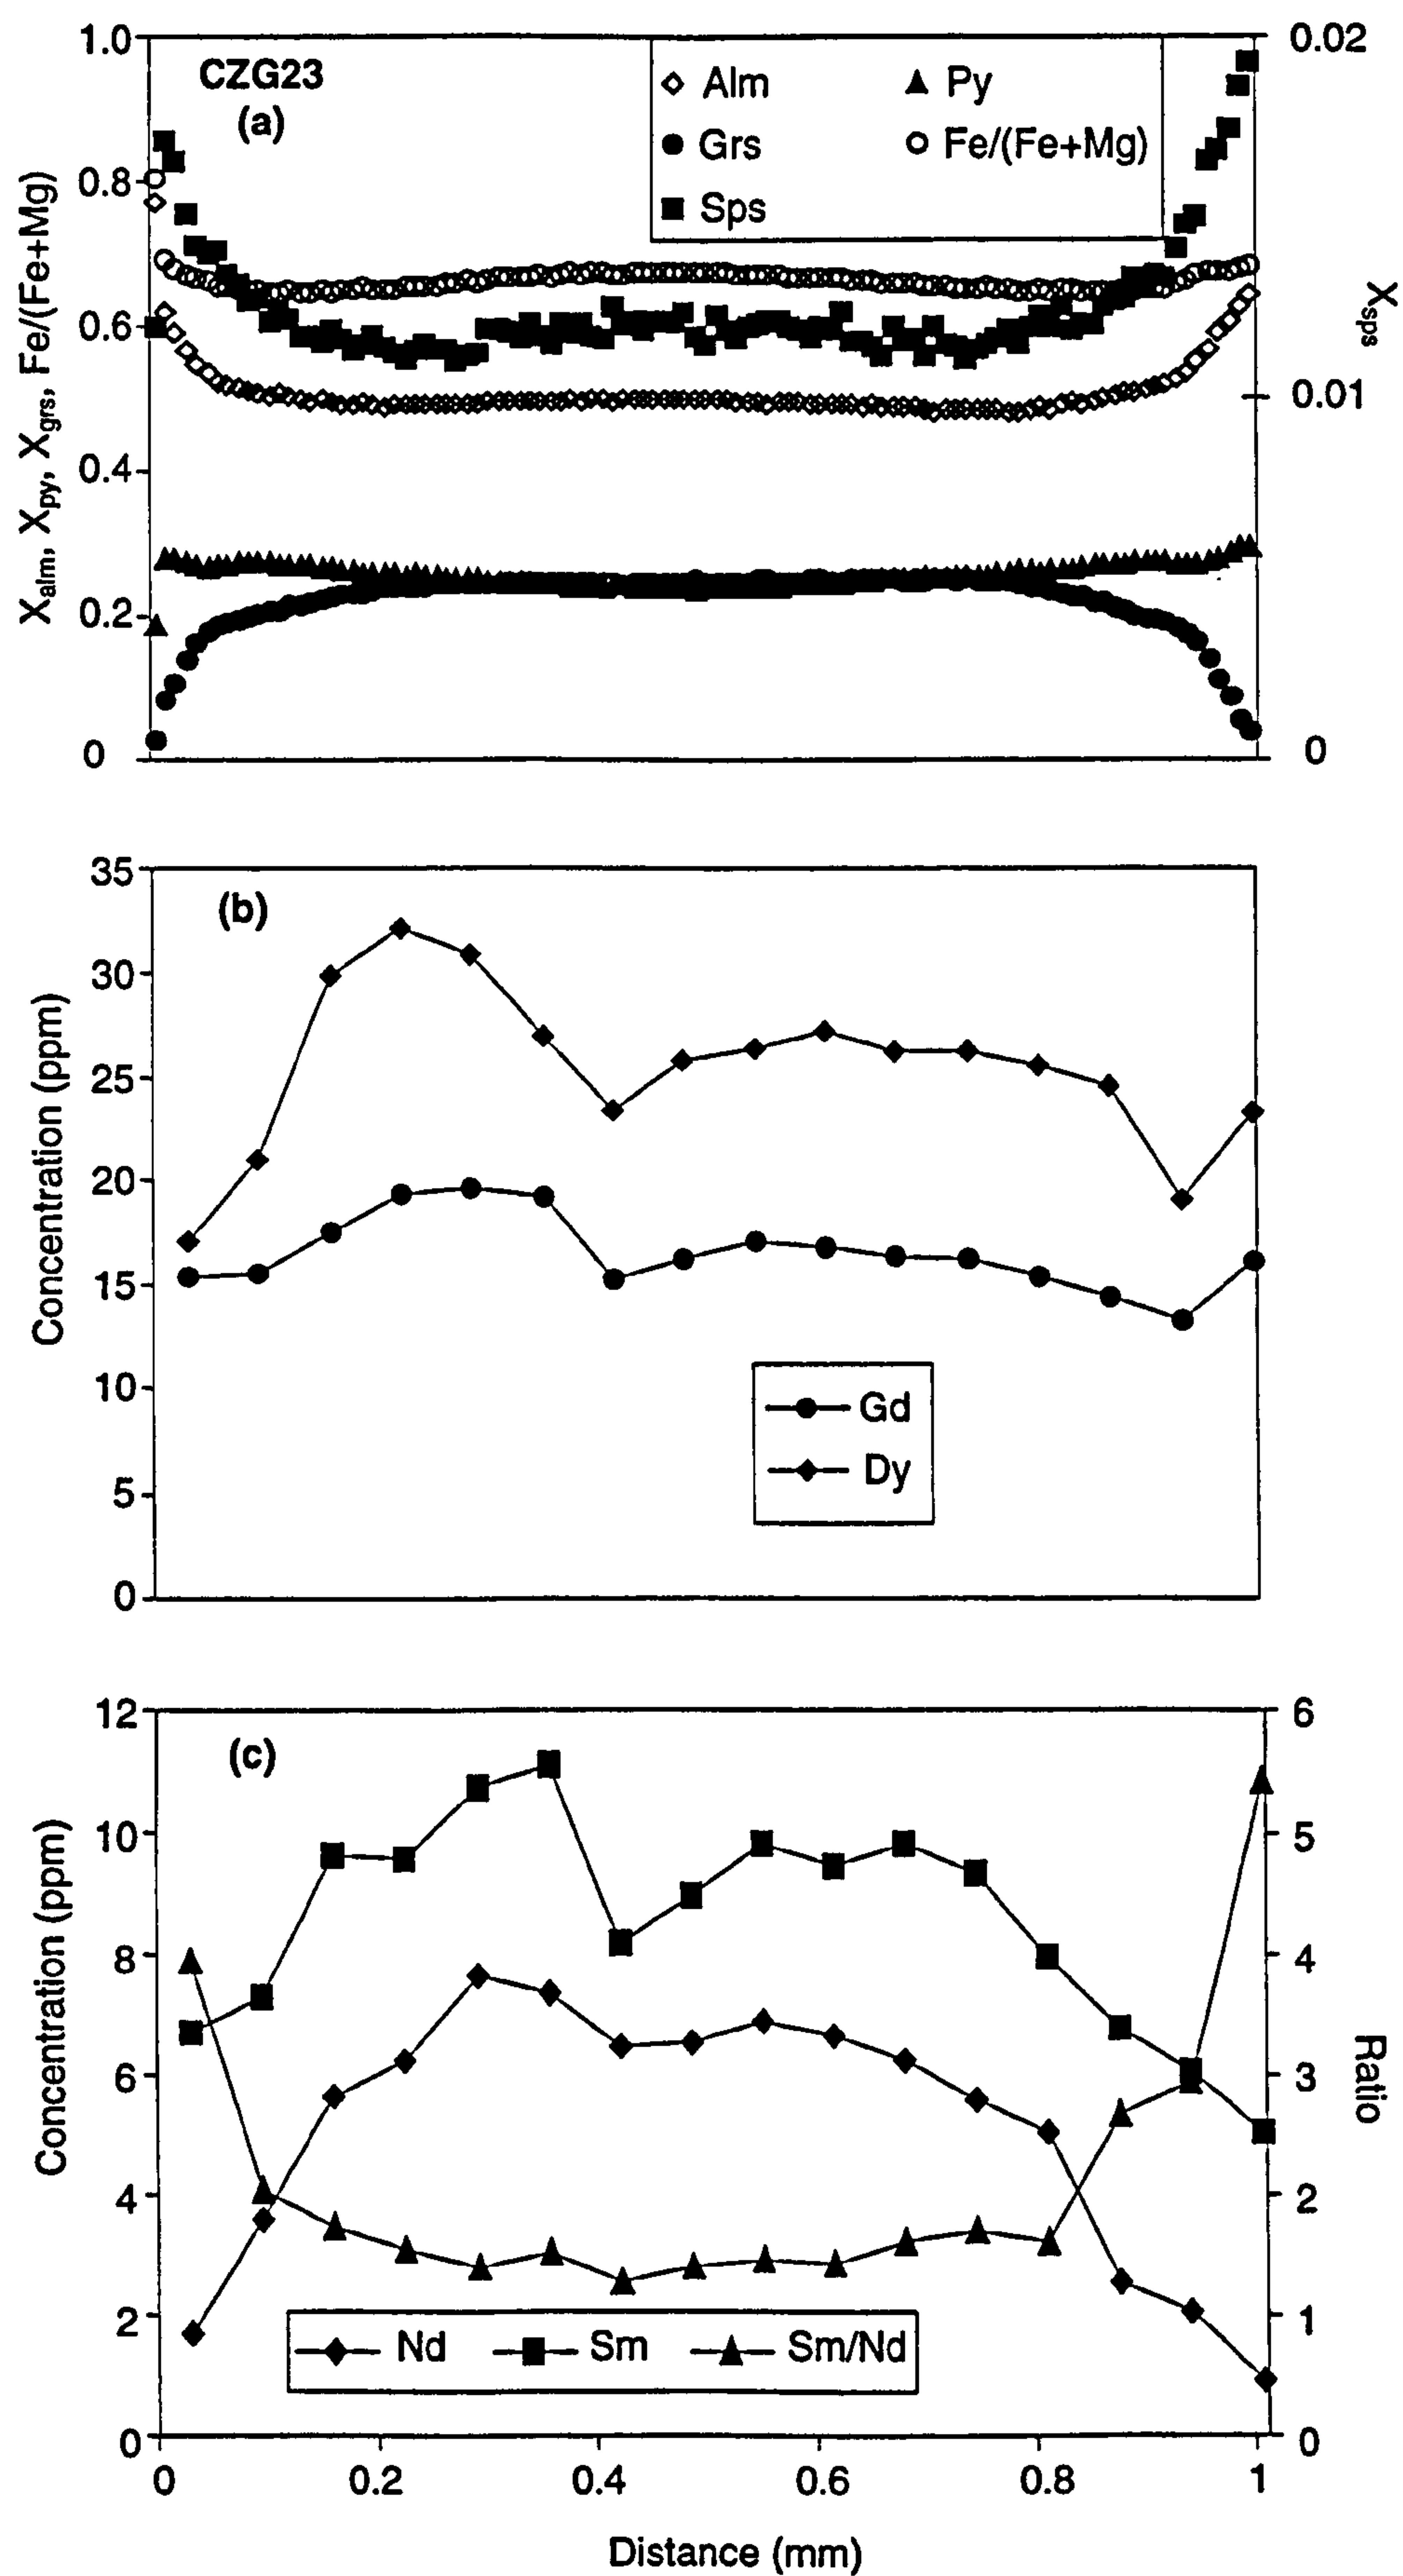 CZG23
(a)
Alm
Py
Grs
Fe/(Fe+Mg)
Sps
1.0
0.8
0.6
0.4
0.2
0
0.02
0.01
0
Xalm, Xpy, Xgrs, Fe/(Fe+Mg)
Xsps
(b)
35
30
25
20
15
10
5
0
Concentration (ppm)
Gd
Dy
(c)
12
10
8
6
4
2
0
6
5
4
3
2
1
0
Concentration (ppm)
Ratio
Nd Sm Sm/Nd
0 0.2 0.4 0.6 0.8 1
Distance (mm)